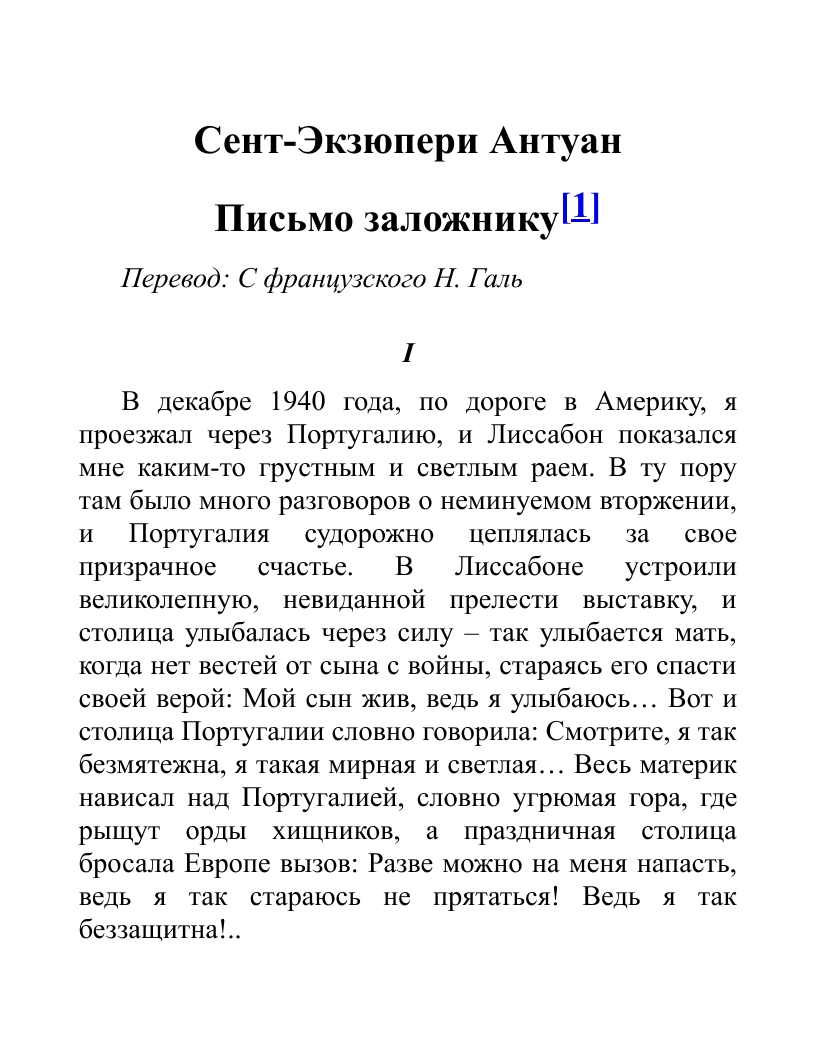 Сент-Экзюпери Антуан
Письмо заложнику[1]
Перевод: С французского Н. Галь
I
В декабре 1940 года, по дороге в Америку, я
проезжал через Португалию, и Лиссабон показался
мне каким-то грустным и светлым раем. В ту пору
там было много разговоров о неминуемом вторжении,
и Португалия судорожно цеплялась за свое
призрачное счастье. В Лиссабоне устроили
великолепную, невиданной прелести выставку, и
столица улыбалась через силу – так улыбается мать,
когда нет вестей от сына с войны, стараясь его спасти
своей верой: Мой сын жив, ведь я улыбаюсь… Вот и
столица Португалии словно говорила: Смотрите, я так
безмятежна, я такая мирная и светлая… Весь материк
нависал над Португалией, словно угрюмая гора, где
рыщут орды хищников, а праздничная столица
бросала Европе вызов: Разве можно на меня напасть,
ведь я так стараюсь не прятаться! Ведь я так
беззащитна!..